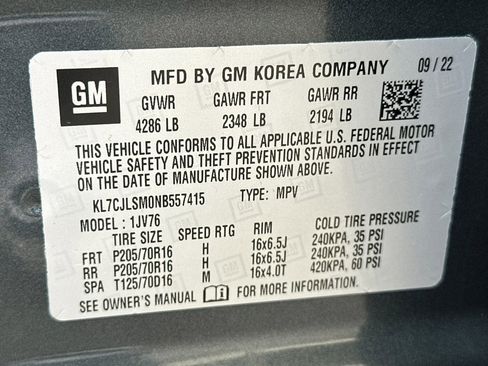 GM MFD BY GM KOREA COMPANY 09/22
GVWR GAWR FRT GAWR RR
4286 LB 2348 LB 2194 LB
THIS VEHICLE CONFORMS TO ALL APPLICABLE U.S. FEDERAL MOTOR
VEHICLE SAFETY AND THEFT PREVENTION STANDARDS IN EFFECT
ON THE DATE OF MANUFACTURE SHOWN ABOVE.
KL7CJLSM0NB557415 TYPE: MPV
MODEL: 1JV76
TIRE SIZE SPEED RTG RIM COLD TIRE PRESSURE
FRT P205/70R16 H 16x6.5J 240KPA, 35 PSI
RR P205/70R16 H 16x6.5J 240KPA, 35 PSI
SPA T125/70D16 M 16x4.0T 420KPA, 60 PSI
SEE OWNER'S MANUAL FOR MORE INFORMATION.